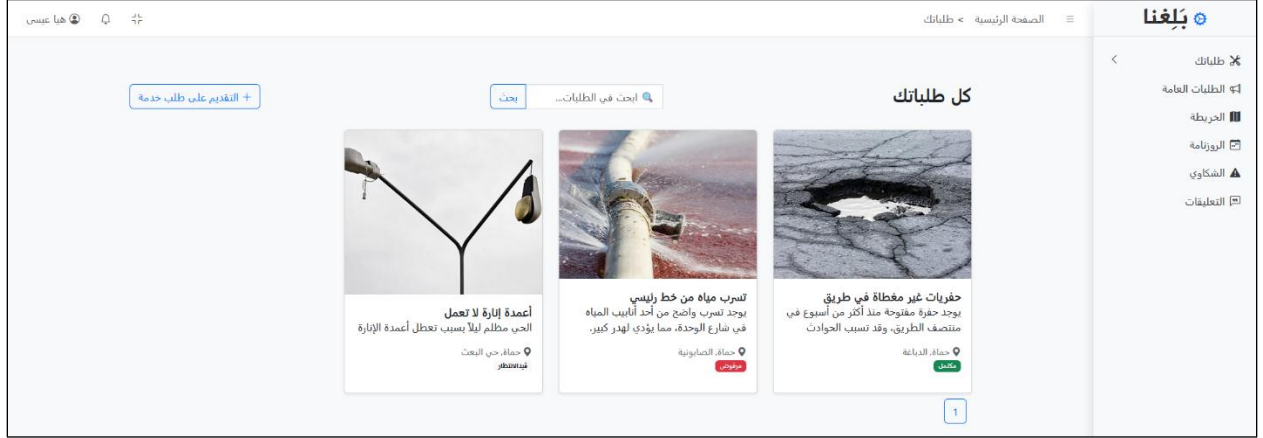 بَلِغنا
الصفحة الرئيسية > طلباتك
هيا عيسى
طلباتك
الطلبات العامة
الخريطة
الروزنامة
الشكاوي
التعليقات
كل طلباتك
ابحث في الطلبات...
بحث
+ التقديم على طلب خدمة
حفريات غير مغطاة في طريق
يوجد حفرة مفتوحة منذ أكثر من أسبوع في
منتصف الطريق، وقد تسبب الحوادث
حماة, الدباغة
مكتمل
تسرب مياه من خط رئيسي
يوجد تسرب واضح من أحد أنابيب المياه
في شارع الوحدة، مما يؤدي لهدر كبير.
حماة, الصابونية
مرفوض
أعمدة إنارة لا تعمل
الحي مظلم ليلاً بسبب تعطل أعمدة الإنارة
حماة, حي البعث
قيد الانتظار
1